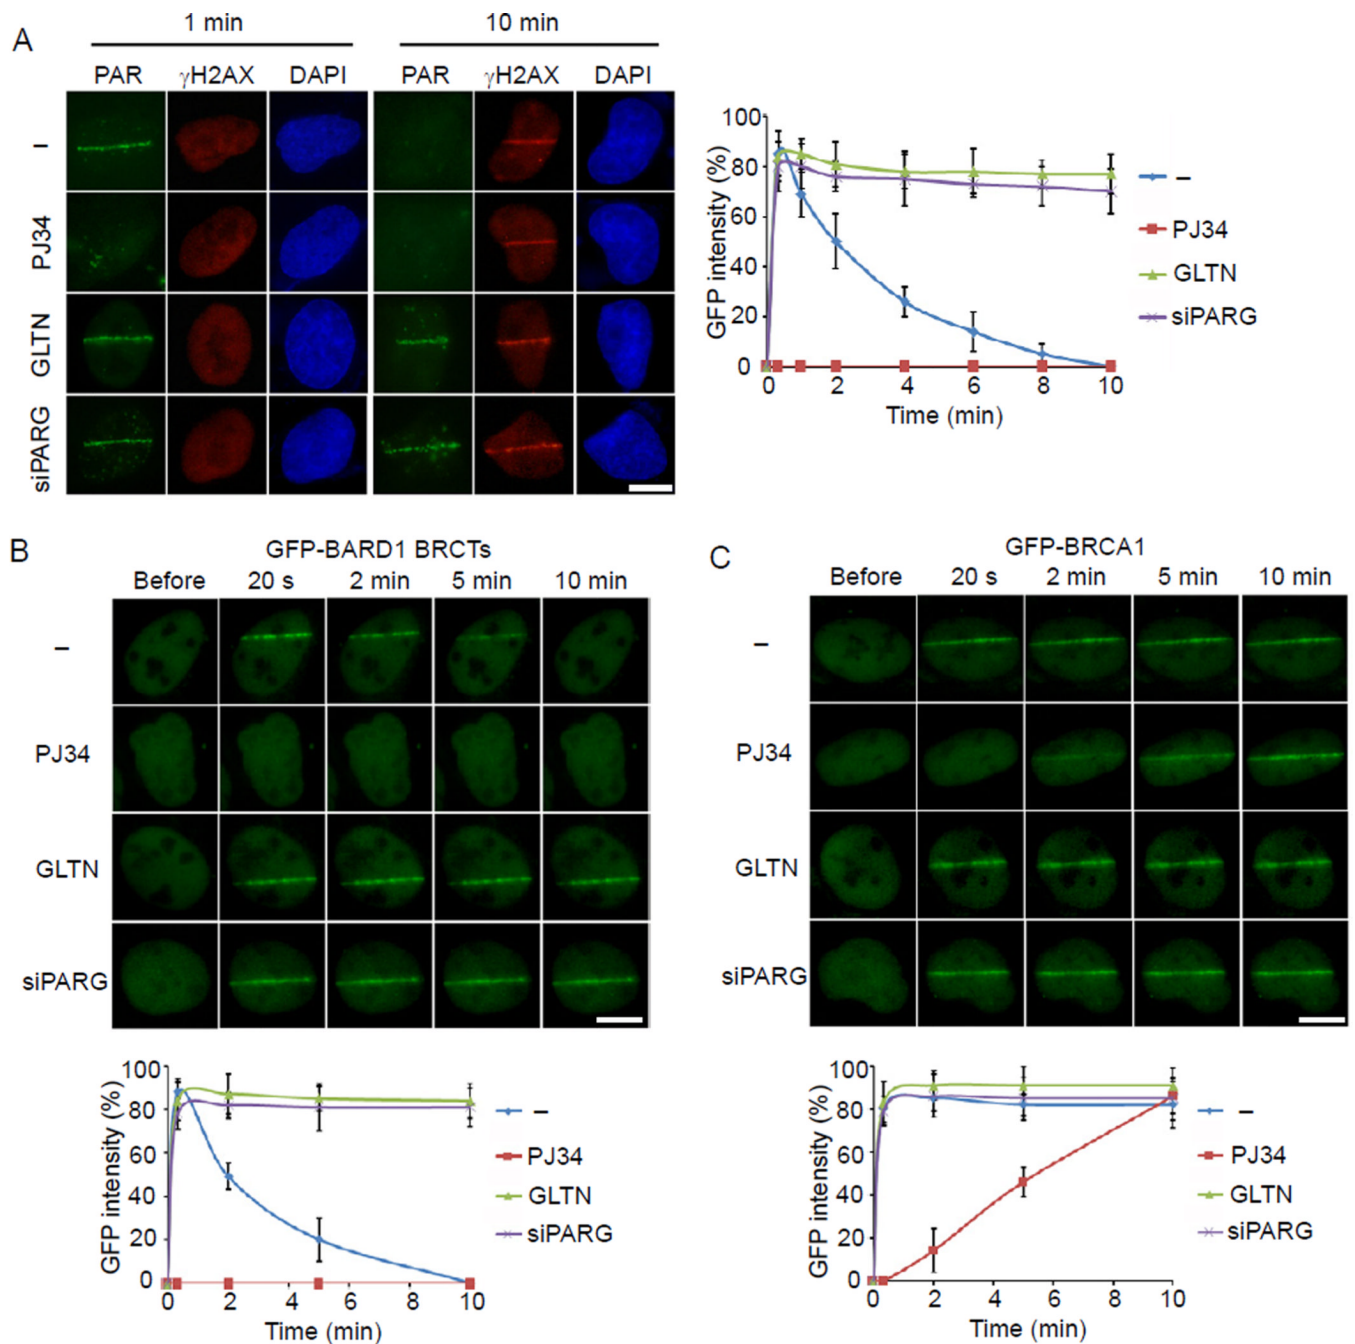 A
1 min 10 min
PAR γH2AX DAPI PAR γH2AX DAPI
–
PJ34
GLTN
siPARG
GFP intensity (%)
100
80
60
40
20
0
0 2 4 6 8 10
Time (min)
–
PJ34
GLTN
siPARG
B
GFP-BARD1 BRCTs
Before 20 s 2 min 5 min 10 min
–
PJ34
GLTN
siPARG
GFP intensity (%)
100
80
60
40
20
0
0 2 4 6 8 10
Time (min)
–
PJ34
GLTN
siPARG
C
GFP-BRCA1
Before 20 s 2 min 5 min 10 min
–
PJ34
GLTN
siPARG
GFP intensity (%)
100
80
60
40
20
0
0 2 4 6 8 10
Time (min)
–
PJ34
GLTN
siPARG